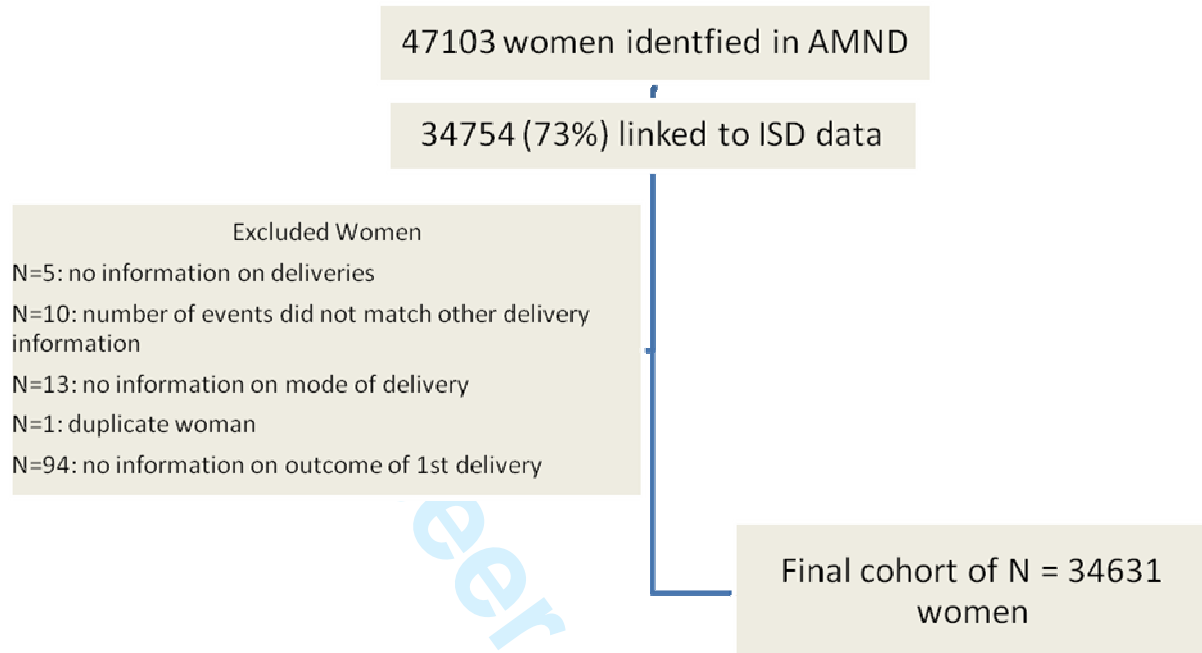 47103 women identfied in AMND
34754 (73%) linked to ISD data
Excluded Women
N=5: no information on deliveries
N=10: number of events did not match other delivery
information
N=13: no information on mode of delivery
N=1: duplicate woman
N=94: no information on outcome of 1st delivery
eer
Final cohort of N = 34631
women